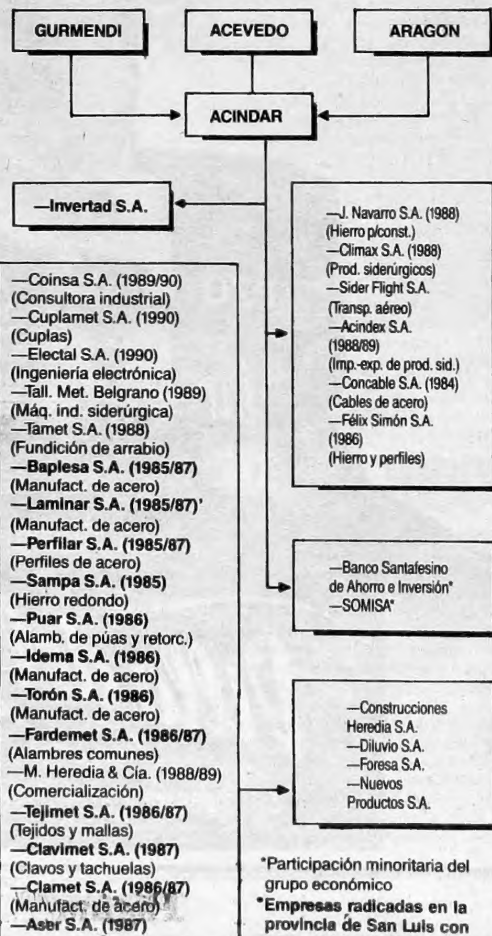 GURMENDI
ACEVEDO
ARAGON
ACINDAR
—Invertad S.A.
—J. Navarro S.A. (1988)
(Hierro p/const.)
—Climax S.A. (1988)
(Prod. siderúrgicos)
—Sider Flight S.A.
(Transp. aéreo)
—Acindex S.A.
(1988/89)
(Imp.-exp. de prod. sid.)
—Concable S.A. (1984)
(Cables de acero)
—Félix Simón S.A.
(1986)
(Hierro y perfiles)
—Coinsa S.A. (1989/90)
(Consultora industrial)
—Cuplamet S.A. (1990)
(Cuplas)
—Electal S.A. (1990)
(Ingeniería electrónica)
—Tall. Met. Belgrano (1989)
(Máq. ind. siderúrgica)
—Tamet S.A. (1988)
(Fundición de arrabio)
—Baplesa S.A. (1985/87)
(Manufact. de acero)
—Laminar S.A. (1985/87)'
(Manufact. de acero)
—Perfilar S.A. (1985/87)
(Perfiles de acero)
—Sampa S.A. (1985)
(Hierro redondo)
—Puar S.A. (1986)
(Alamb. de púas y retorc.)
—Idema S.A. (1986)
(Manufact. de acero)
—Torón S.A. (1986)
(Manufact. de acero)
—Fardemet S.A. (1986/87)
(Alambres comunes)
—M. Heredia & Cía. (1988/89)
(Comercialización)
—Tejimet S.A. (1986/87)
(Tejidos y mallas)
—Clavimet S.A. (1987)
(Clavos y tachuelas)
—Clamet S.A. (1986/87)
(Manufact. de acero)
—Aser S.A. (1987)
—Banco Santafesino
de Ahorro e Inversión*
—SOMISA*
—Construcciones
Heredia S.A.
—Diluvio S.A.
—Foresa S.A.
—Nuevos
Productos S.A.
*Participación minoritaria del
grupo económico
*Empresas radicadas en la
provincia de San Luis con